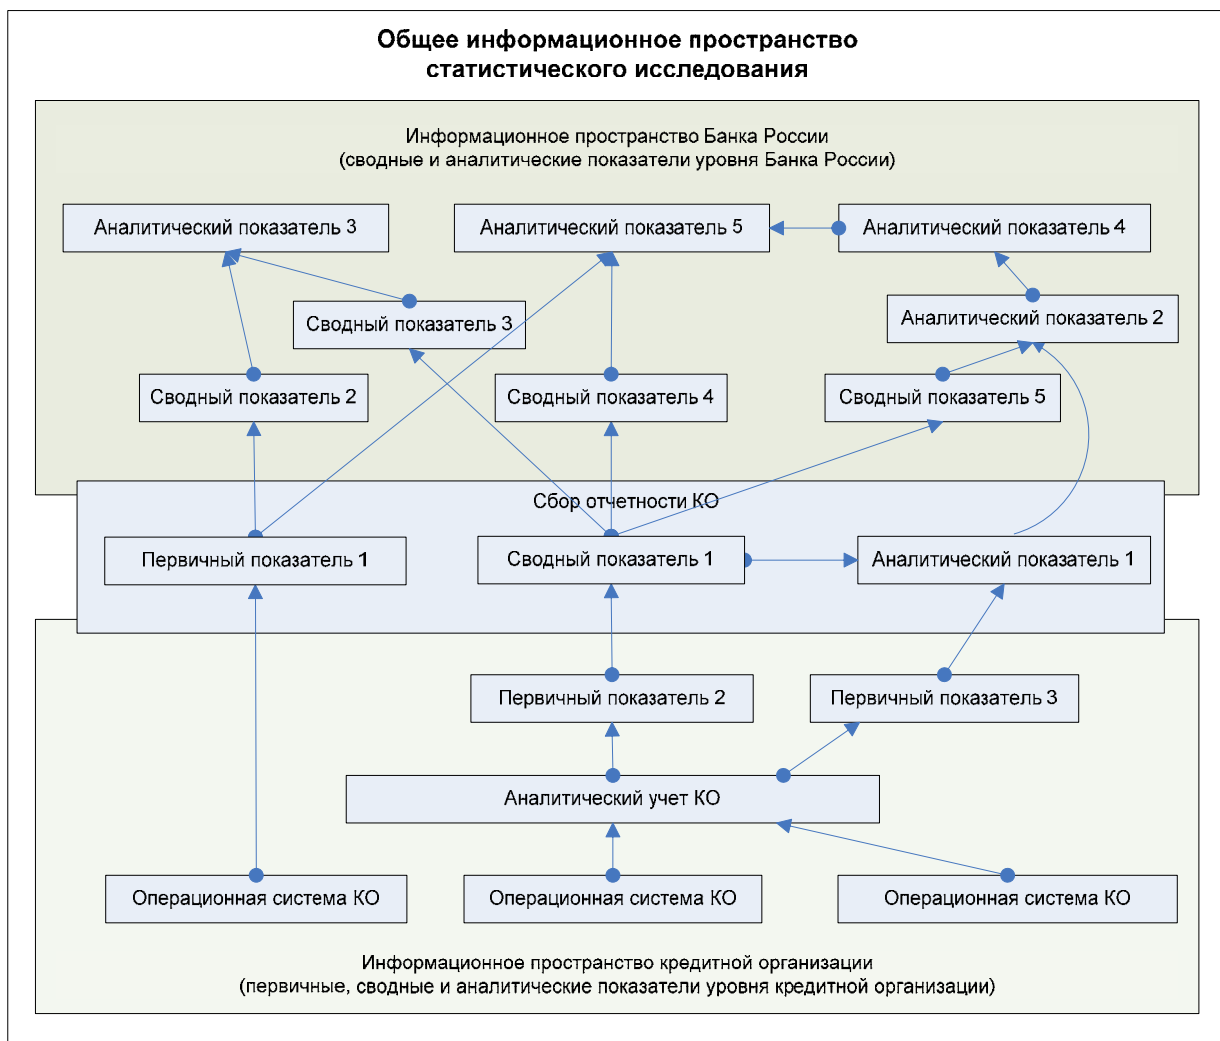 Общее информационное пространство
статистического исследования
Информационное пространство Банка России
(сводные и аналитические показатели уровня Банка России)
Аналитический показатель 3
Аналитический показатель 5
Аналитический показатель 4
Сводный показатель 3
Аналитический показатель 2
Сводный показатель 2
Сводный показатель 4
Сводный показатель 5
Сбор отчетности КО
Первичный показатель 1
Сводный показатель 1
Аналитический показатель 1
Первичный показатель 2
Первичный показатель 3
Аналитический учет КО
Операционная система КО
Операционная система КО
Операционная система КО
Информационное пространство кредитной организации
(первичные, сводные и аналитические показатели уровня кредитной организации)